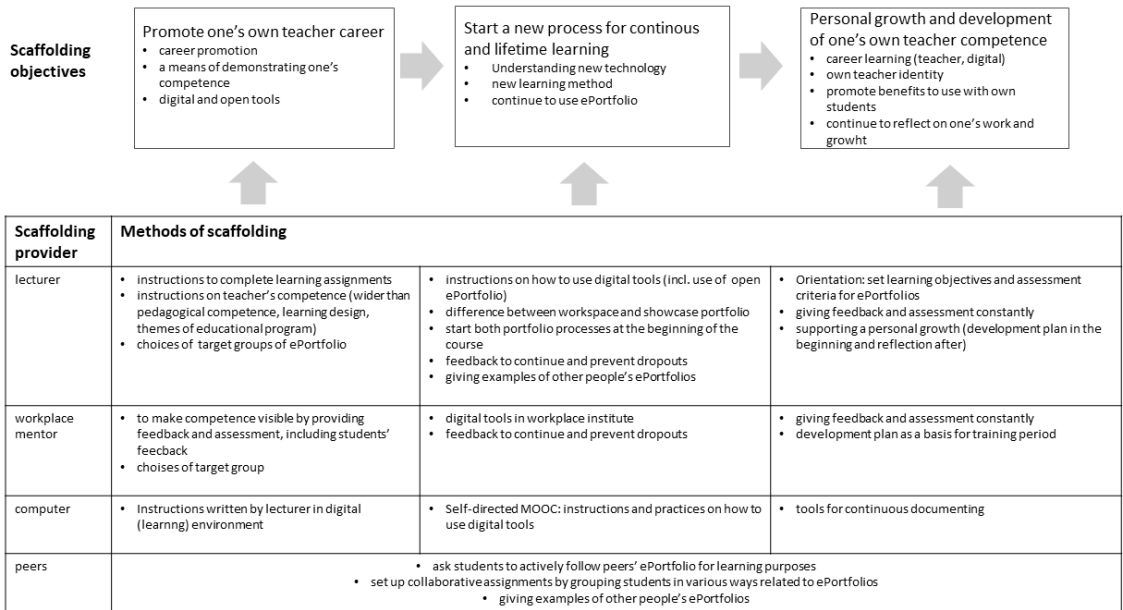 Scaffolding
objectives
Promote one's own teacher career
• career promotion
• a means of demonstrating one's
competence
• digital and open tools
Start a new process for continous
and lifetime learning
• Understanding new technology
• new learning method
• continue to use ePortfolio
Personal growth and development
of one's own teacher competence
• career learning (teacher, digital)
• own teacher identity
• promote benefits to use with own
students
• continue to reflect on one's work and
growht
Scaffolding
provider
Methods of scaffolding
lecturer
• instructions to complete learning assignments
• instructions on teacher's competence (wider than
pedagogical competence, learning design,
themes of educational program)
• choices of target groups of ePortfolio
• instructions on how to use digital tools (incl. use of open
ePortfolio)
• difference between workspace and showcase portfolio
• start both portfolio processes at the beginning of the
course
• feedback to continue and prevent dropouts
• giving examples of other people's ePortfolios
• Orientation: set learning objectives and assessment
criteria for ePortfolios
• giving feedback and assessment constantly
• supporting a personal growth (development plan in the
beginning and reflection after)
workplace
mentor
• to make competence visible by providing
feedback and assessment, including students'
feecback
• choises of target group
• digital tools in workplace institute
• feedback to continue and prevent dropouts
• giving feedback and assessment constantly
• development plan as a basis for training period
computer
• Instructions written by lecturer in digital
(learnng) environment
• Self-directed MOOC: instructions and practices on how to
use digital tools
• tools for continuous documenting
peers
• ask students to actively follow peers' ePortfolio for learning purposes
• set up collaborative assignments by grouping students in various ways related to ePortfolios
• giving examples of other people's ePortfolios